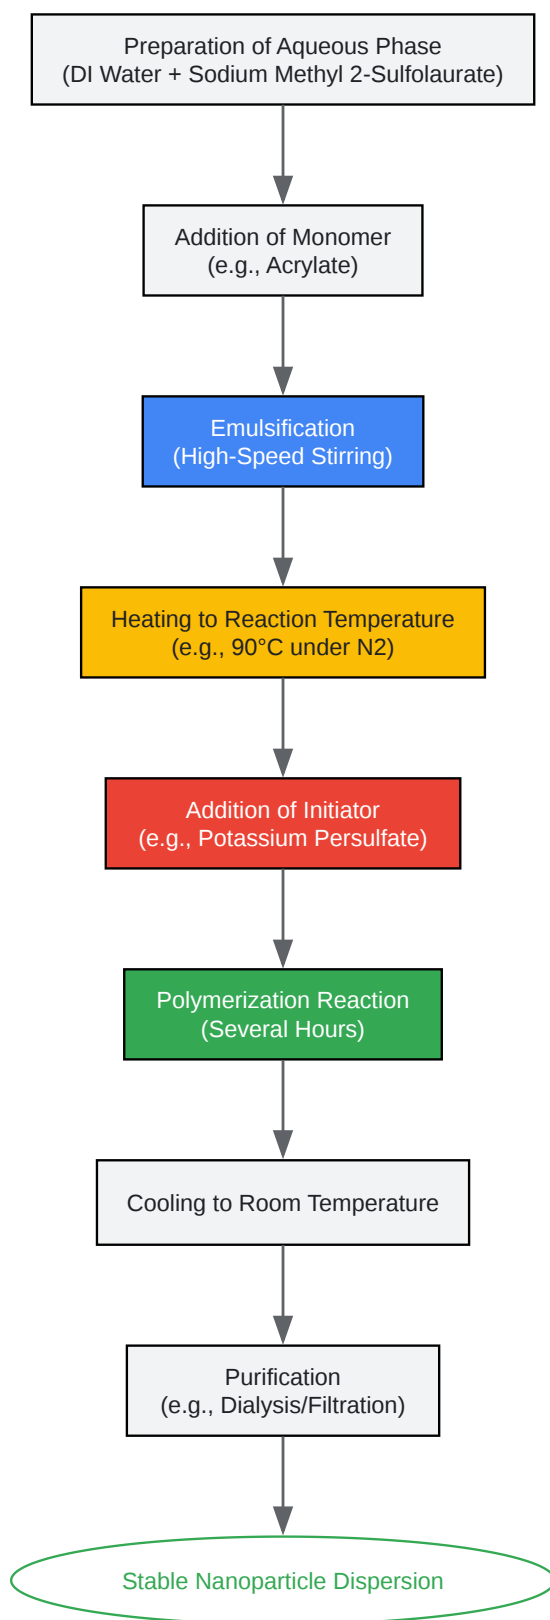 Preparation of Aqueous Phase
(DI Water + Sodium Methyl 2-Sulfolaurate)
Addition of Monomer
(e.g., Acrylate)
Emulsification
(High-Speed Stirring)
Heating to Reaction Temperature
(e.g., 90°C under N2)
Addition of Initiator
(e.g., Potassium Persulfate)
Polymerization Reaction
(Several Hours)
Cooling to Room Temperature
Purification
(e.g., Dialysis/Filtration)
Stable Nanoparticle Dispersion